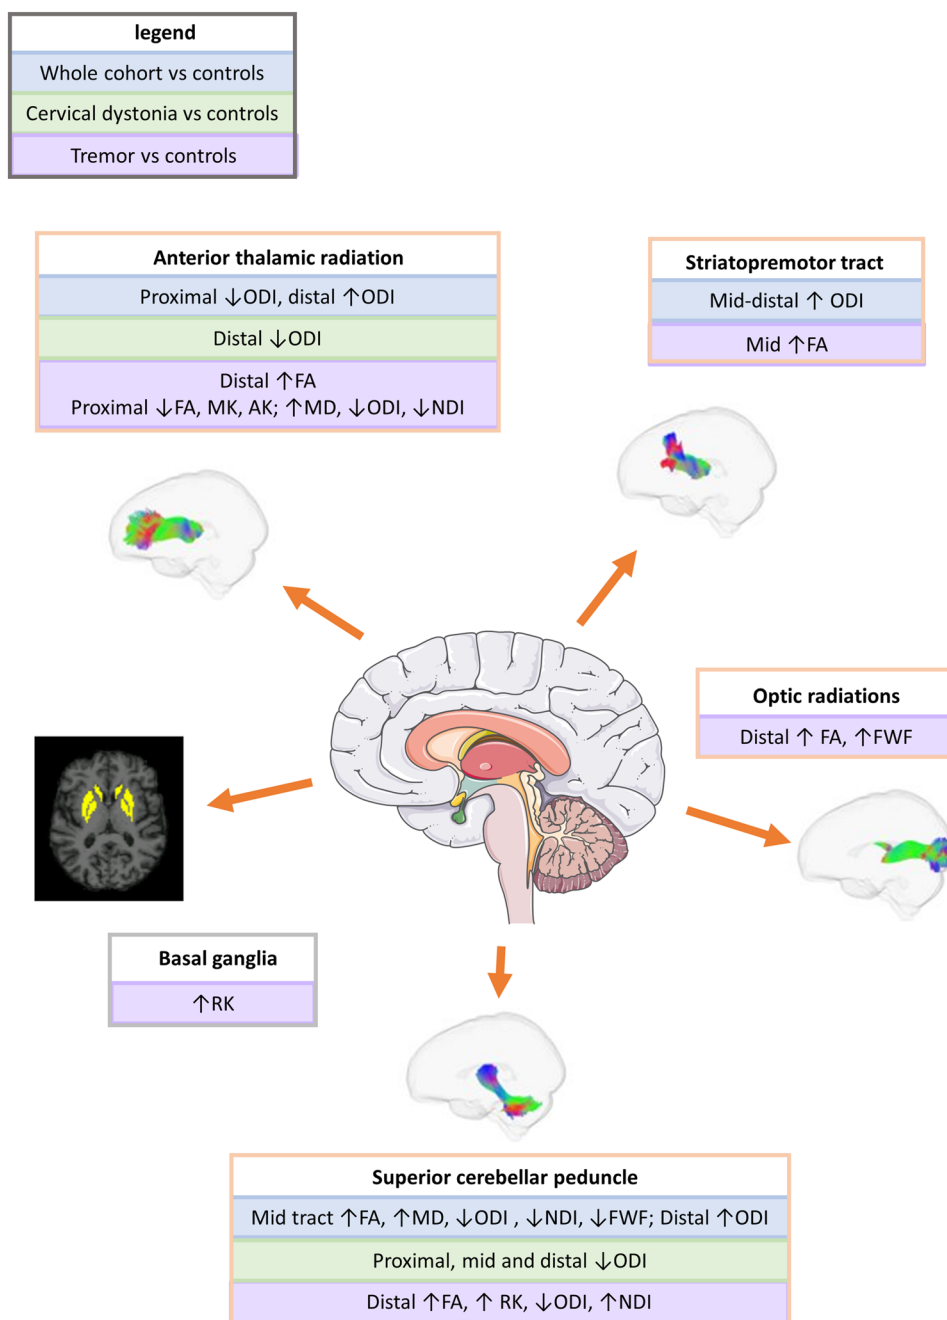 legend
Whole cohort vs controls
Cervical dystonia vs controls
Tremor vs controls
Anterior thalamic radiation
Proximal ↓ODI, distal ↑ODI
Distal ↓ODI
Distal ↑FA
Proximal ↓FA, MK, AK; ↑MD, ↓ODI, ↓NDI
Striatopremotor tract
Mid-distal ↑ ODI
Mid ↑FA
Optic radiations
Distal ↑ FA, ↑FWF
Basal ganglia
↑RK
Superior cerebellar peduncle
Mid tract ↑FA, ↑MD, ↓ODI , ↓NDI, ↓FWF; Distal ↑ODI
Proximal, mid and distal ↓ODI
Distal ↑FA, ↑ RK, ↓ODI, ↑NDI